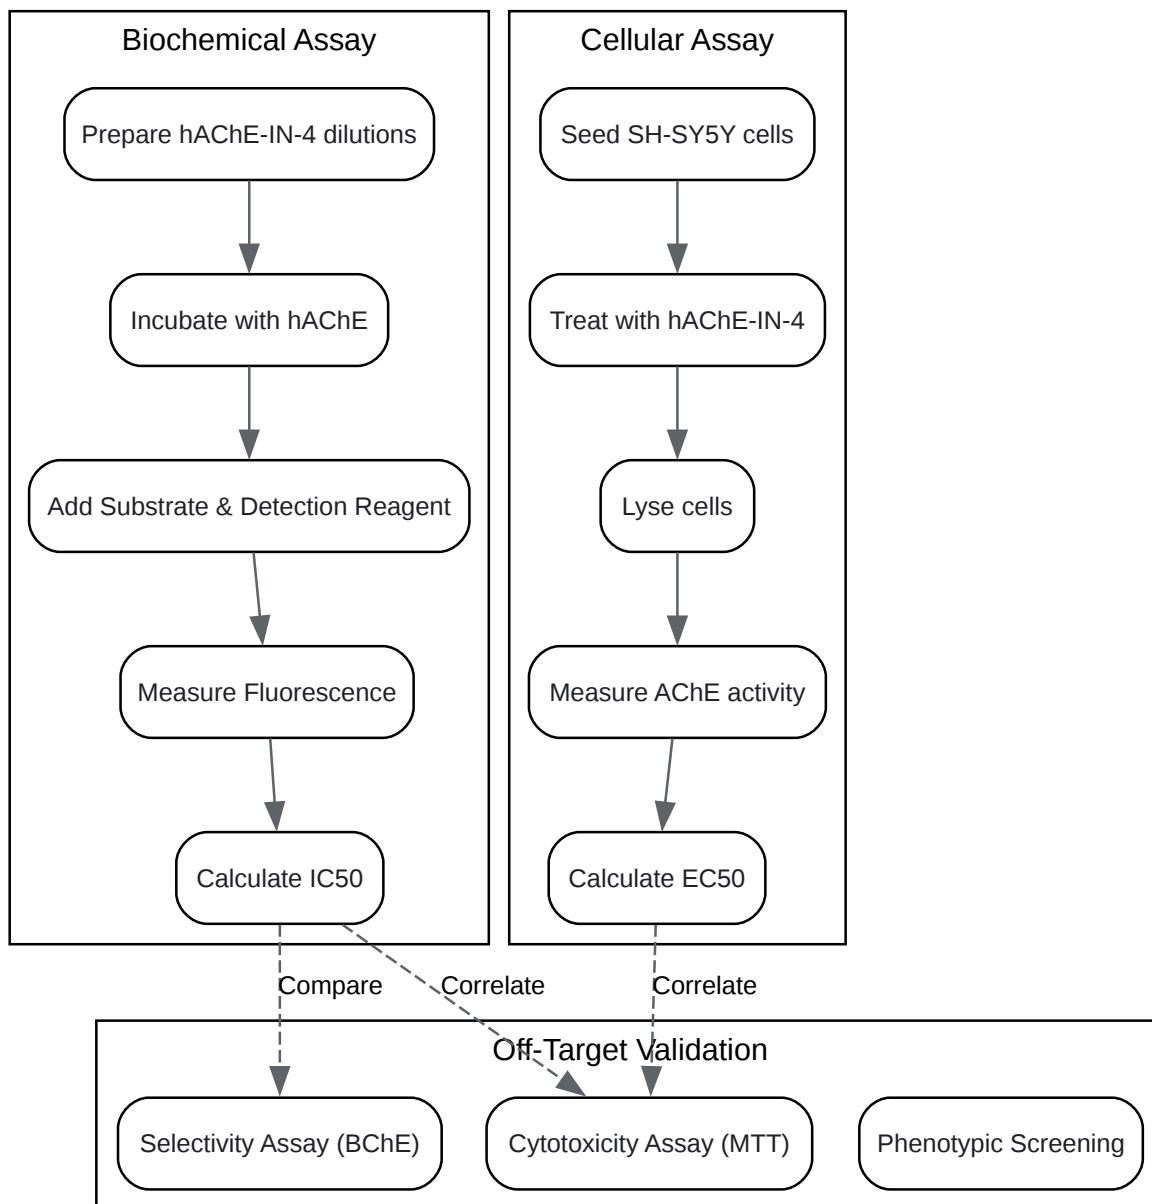 Biochemical Assay
Prepare hAChE-IN-4 dilutions
Incubate with hAChE
Add Substrate & Detection Reagent
Measure Fluorescence
Calculate IC50
Cellular Assay
Seed SH-SY5Y cells
Treat with hAChE-IN-4
Lyse cells
Measure AChE activity
Calculate EC50
Compare
Correlate
Correlate
Off-Target Validation
Selectivity Assay (BChE)
Cytotoxicity Assay (MTT)
Phenotypic Screening